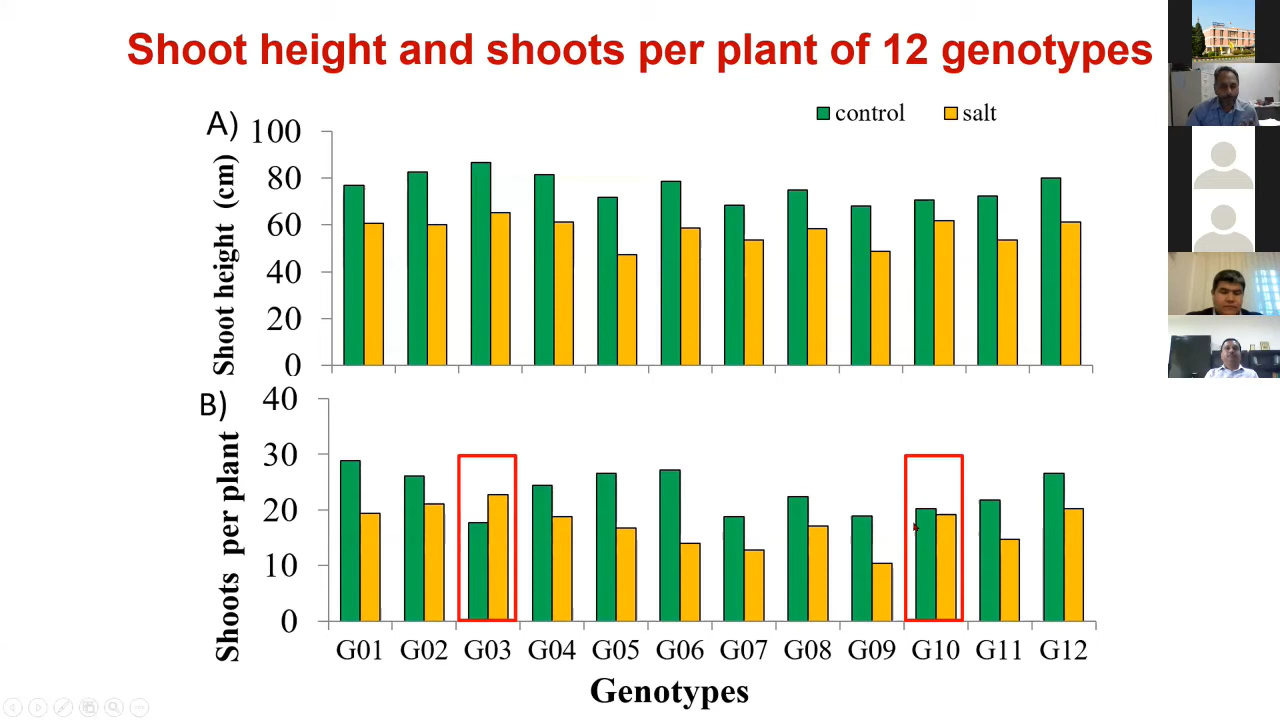 Shoot height and shoots per plant of 12 genotypes
A)
control
salt
Shoot height (cm)
100
80
60
40
20
0
B)
Shoots per plant
40
30
20
10
0
G01 G02 G03 G04 G05 G06 G07 G08 G09 G10 G11 G12
Genotypes